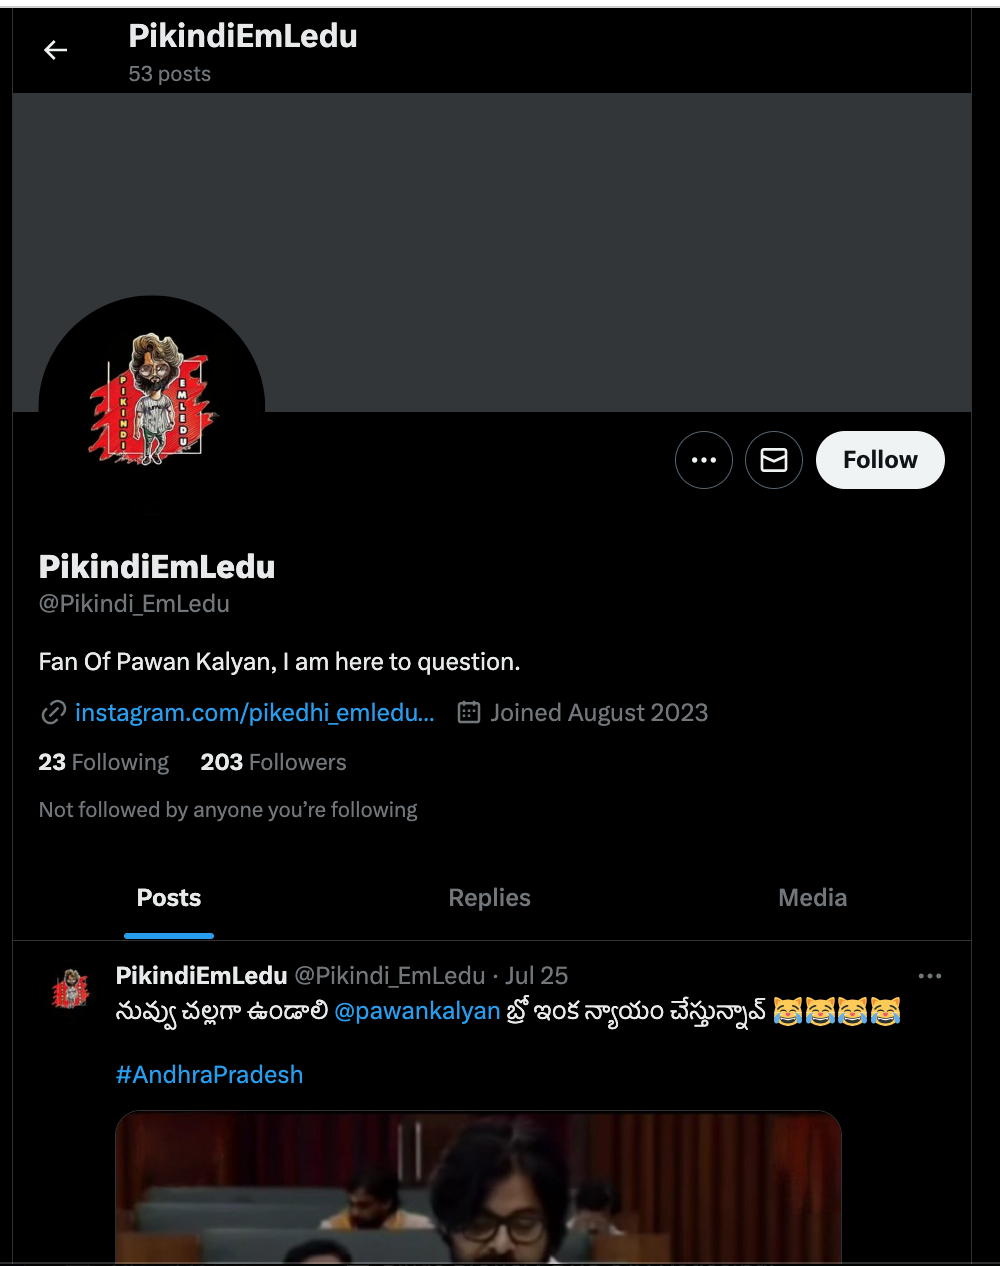 PikindiEmLedu
53 posts
PIKINDI
EMLEDU
Follow
PikindiEmLedu
@Pikindi_EmLedu
Fan Of Pawan Kalyan, I am here to question.
instagram.com/pikedhi_emledu… Joined August 2023
23 Following 203 Followers
Not followed by anyone you’re following
Posts Replies Media
PikindiEmLedu @Pikindi_EmLedu · Jul 25
నువ్వు చల్లగా ఉండాలి @pawankalyan బ్రో ఇంక న్యాయం చేస్తున్నావ్ 😹😹😹😹
#AndhraPradesh